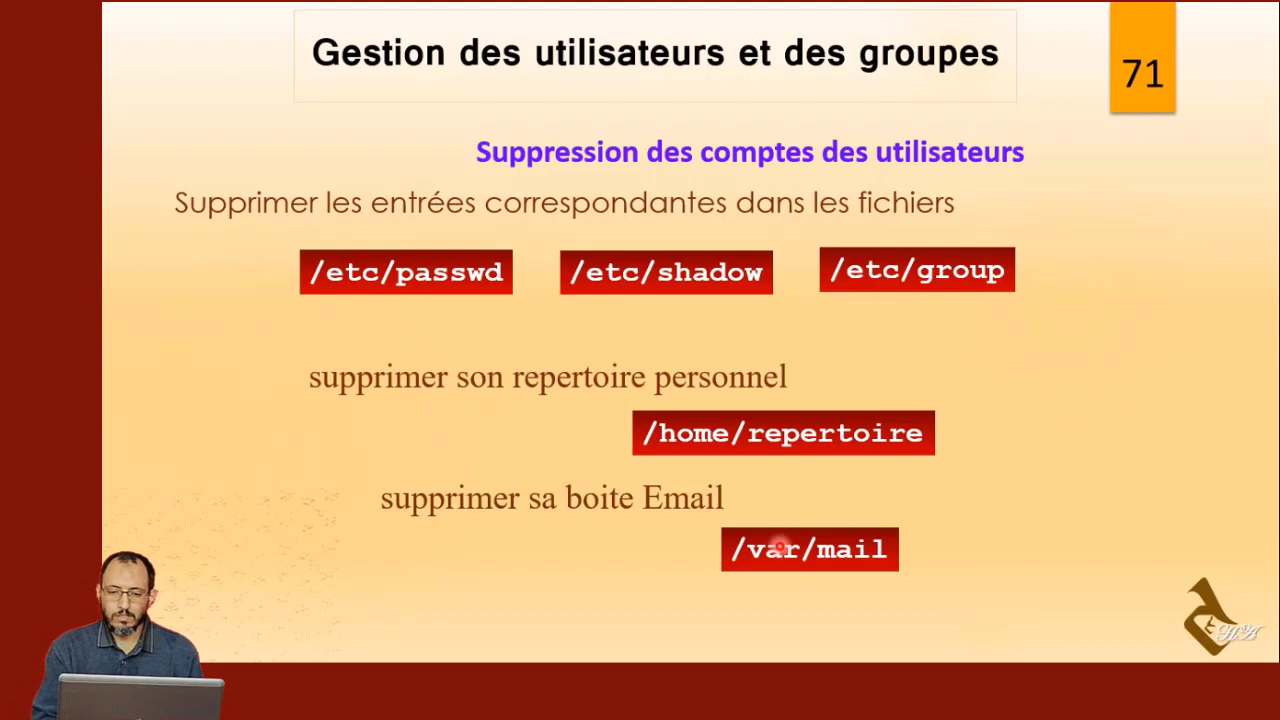 Gestion des utilisateurs et des groupes
71
Suppression des comptes des utilisateurs
Supprimer les entrées correspondantes dans les fichiers
/etc/passwd /etc/shadow /etc/group
supprimer son repertoire personnel
/home/repertoire
supprimer sa boite Email
/var/mail